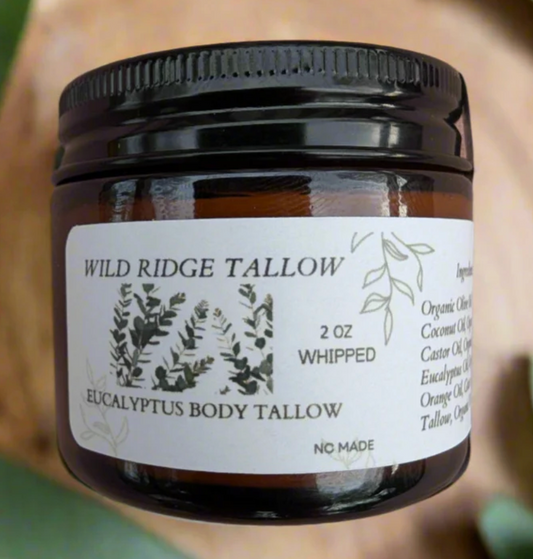 WILD RIDGE TALLOW
EUCALYPTUS BODY TALLOW
2 OZ
WHIPPED
NC MADE
Organic
Coconut Oil,
Castor Oil,
Eucalyptus
Orange Oil,
Tallow,